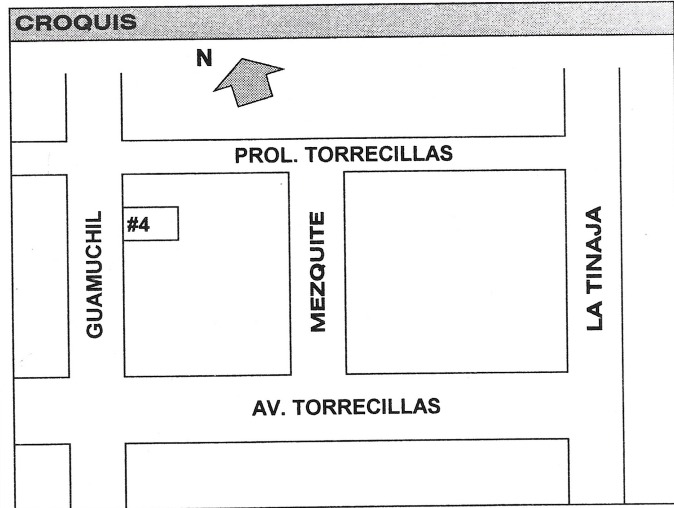 CROQUIS
N
PROL. TORRECILLAS
#4
GUAMUCHIL
MEZQUITE
LA TINAJA
AV. TORRECILLAS